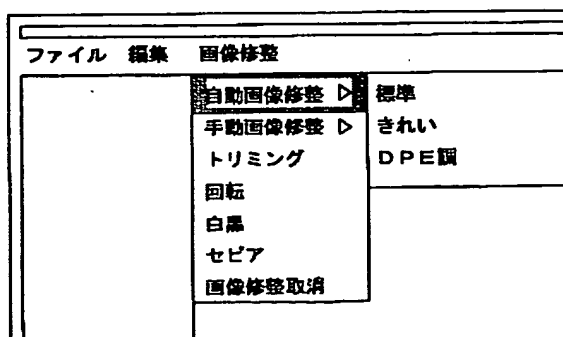 ファイル 編集 画像修整
自動画像修整 ▷ 標準
手動画像修整 ▷ きれい
トリミング DPE調
回転
白黒
セピア
画像修整取消